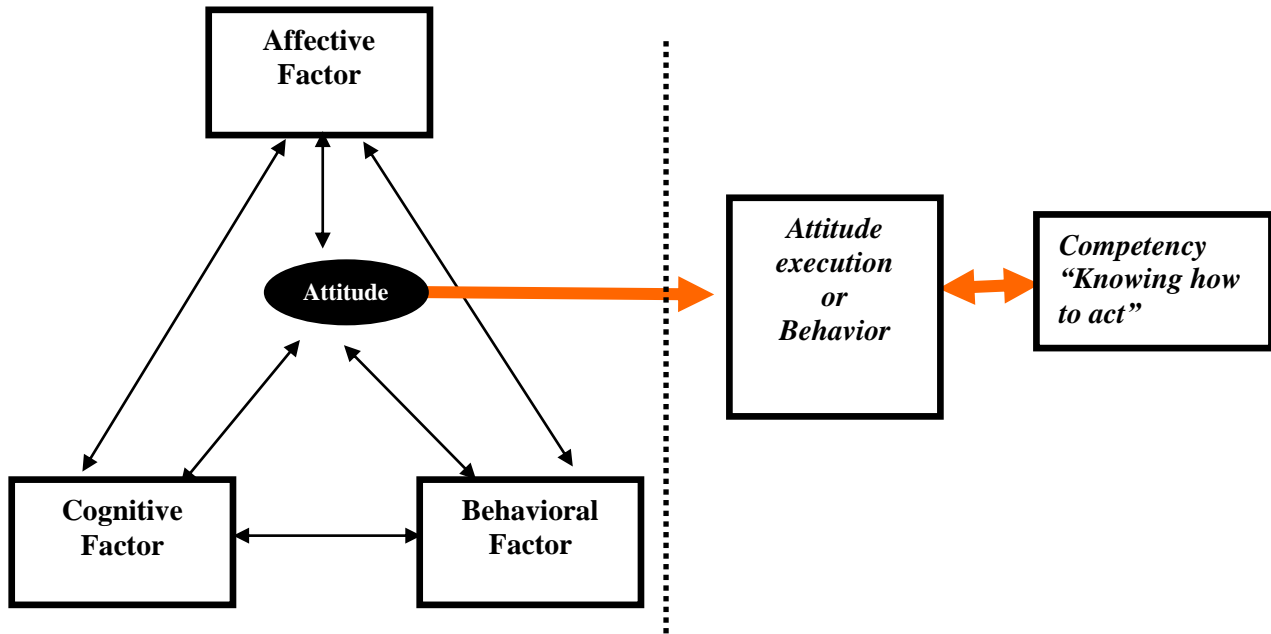 Affective
Factor
Attitude
Cognitive
Factor
Behavioral
Factor
Attitude
execution
or
Behavior
Competency
“Knowing how
to act”